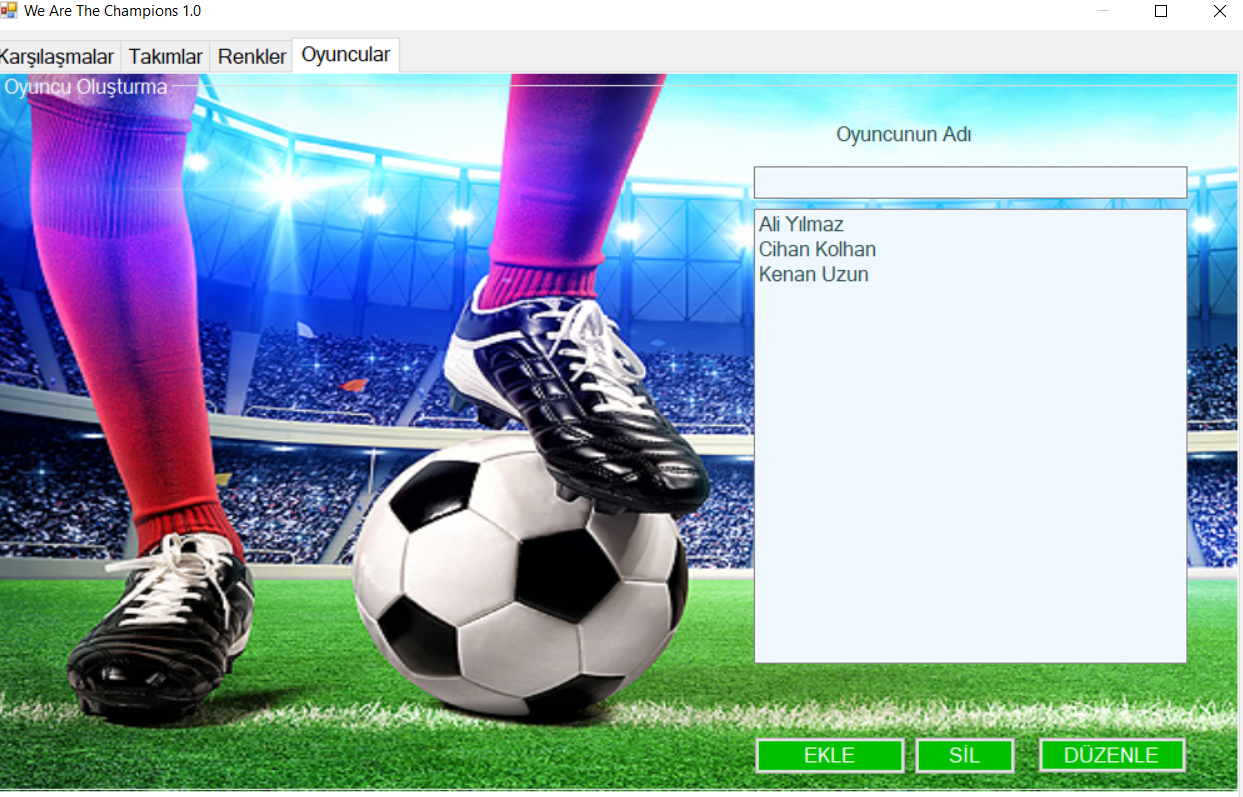 We Are The Champions 1.0
Karşılaşmalar Takımlar Renkler Oyuncular
Oyuncu Oluşturma
Oyuncunun Adı
Ali Yılmaz
Cihan Kolhan
Kenan Uzun
EKLE SİL DÜZENLE